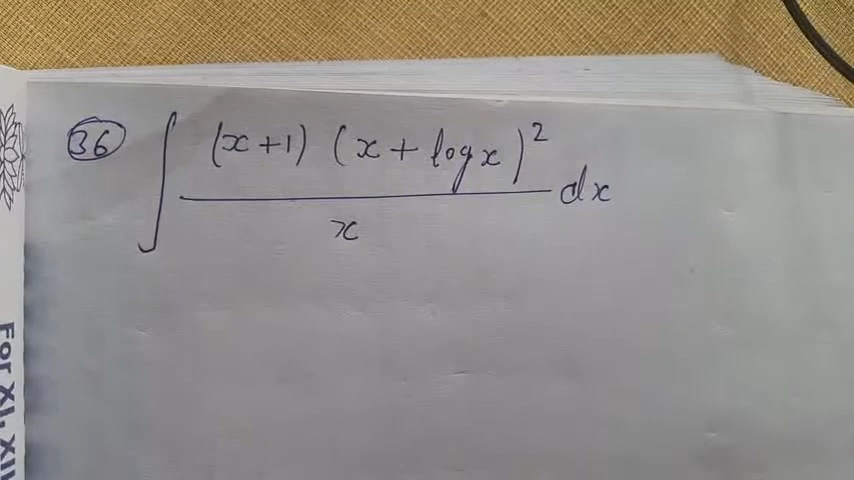 36 ∫ (x+1) (x + log x)² / x dx
For XI, XII